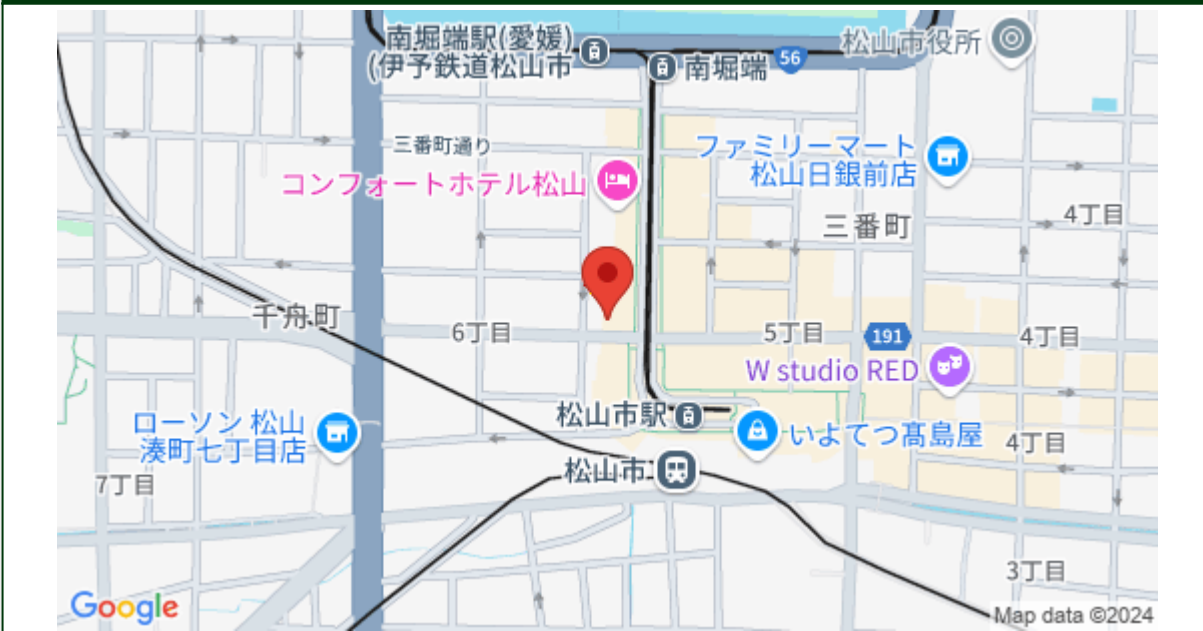 南堀端駅(愛媛)
(伊予鉄道松山市
南堀端
56
松山市役所
三番町通り
ファミリーマート
松山日銀前店
コンフォートホテル松山
三番町
4丁目
千舟町
6丁目
5丁目
191
4丁目
W studio RED
ローソン 松山
湊町七丁目店
松山市駅
いよてつ髙島屋
4丁目
松山市
7丁目
3丁目
Google
Map data ©2024